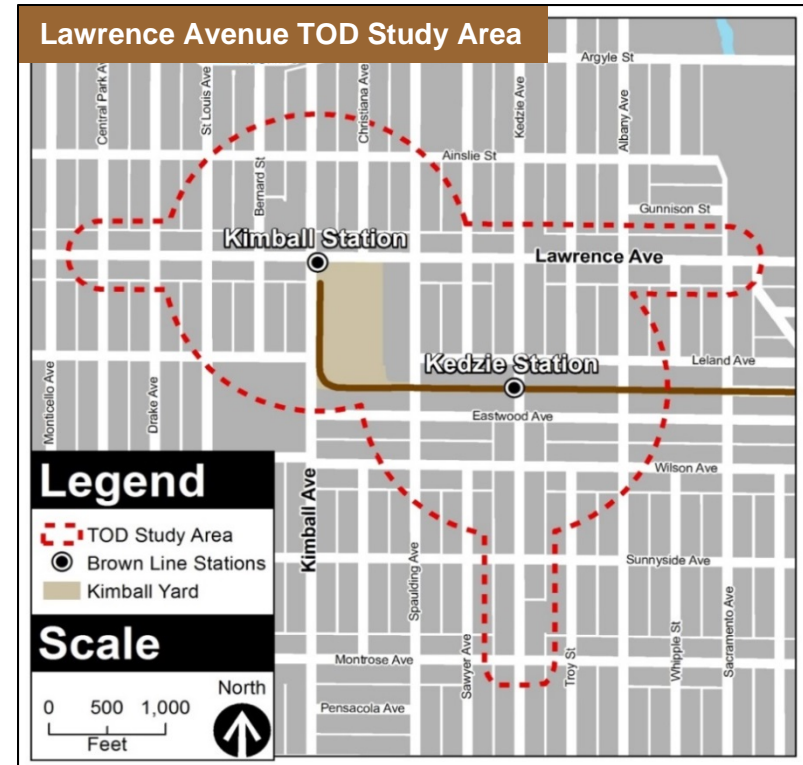 Lawrence Avenue TOD Study Area
Argyle St
Central Park Ave
St Louis Ave
Christiana Ave
Kedzie Ave
Albany Ave
Ainslie St
Bernard St
Gunnison St
Kimball Station
Lawrence Ave
Kedzie Station
Leland Ave
Monticello Ave
Drake Ave
Eastwood Ave
Wilson Ave
Legend
TOD Study Area
Brown Line Stations
Kimball Yard
Kimball Ave
Spaulding Ave
Sunnyside Ave
Scale
Montrose Ave
Sawyer Ave
Troy St
Whipple St
Sacramento Ave
North
0 500 1,000
Feet
Pensacola Ave